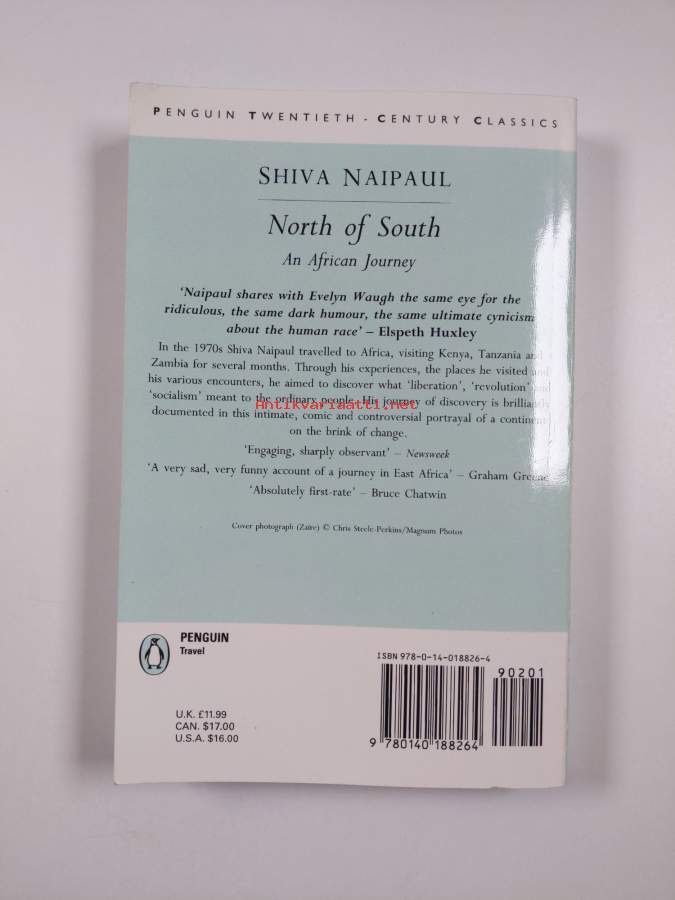 PENGUIN TWENTIETH - CENTURY CLASSICS
SHIVA NAIPAUL
North of South
An African Journey
‘Naipaul shares with Evelyn Waugh the same eye for the
ridiculous, the same dark humour, the same ultimate cynicism
about the human race’ – Elspeth Huxley
In the 1970s Shiva Naipaul travelled to Africa, visiting Kenya, Tanzania and
Zambia for several months. Through his experiences, the places he visited and
his various encounters, he aimed to discover what ‘liberation’, ‘revolution’ and
‘socialism’ meant to the ordinary people. His journey of discovery is brilliantly
Antikvariaatti.net
documented in this intimate, comic and controversial portrayal of a continent
on the brink of change.
‘Engaging, sharply observant’ – Newsweek
‘A very sad, very funny account of a journey in East Africa’ – Graham Greene
‘Absolutely first-rate’ – Bruce Chatwin
Cover photograph (Zaire) © Chris Steele-Perkins/Magnum Photos
PENGUIN
Travel
U.K. £11.99
CAN. $17.00
U.S.A. $16.00
ISBN 978-0-14-018826-4
90201
9 780140 188264